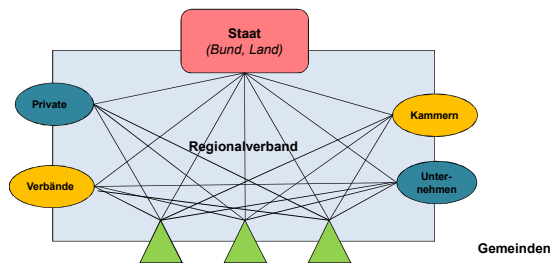 Staat
(Bund, Land)
Private
Kammern
Regionalverband
Verbände
Unter-
nehmen
Gemeinden